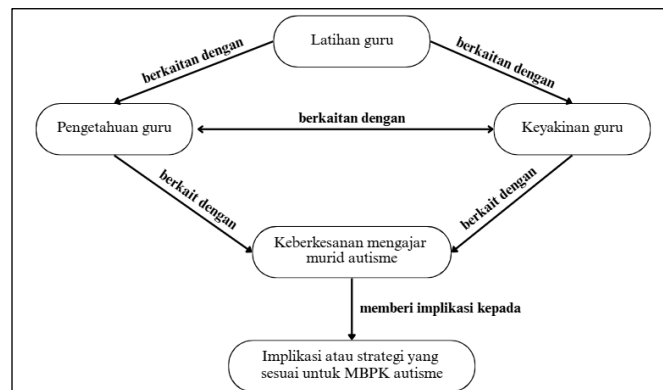 Latihan guru
berkaitan dengan
berkaitan dengan
Pengetahuan guru
berkaitan dengan
Keyakinan guru
berkait dengan
berkait dengan
Keberkesanan mengajar
murid autisme
memberi implikasi kepada
Implikasi atau strategi yang
sesuai untuk MBPK autisme